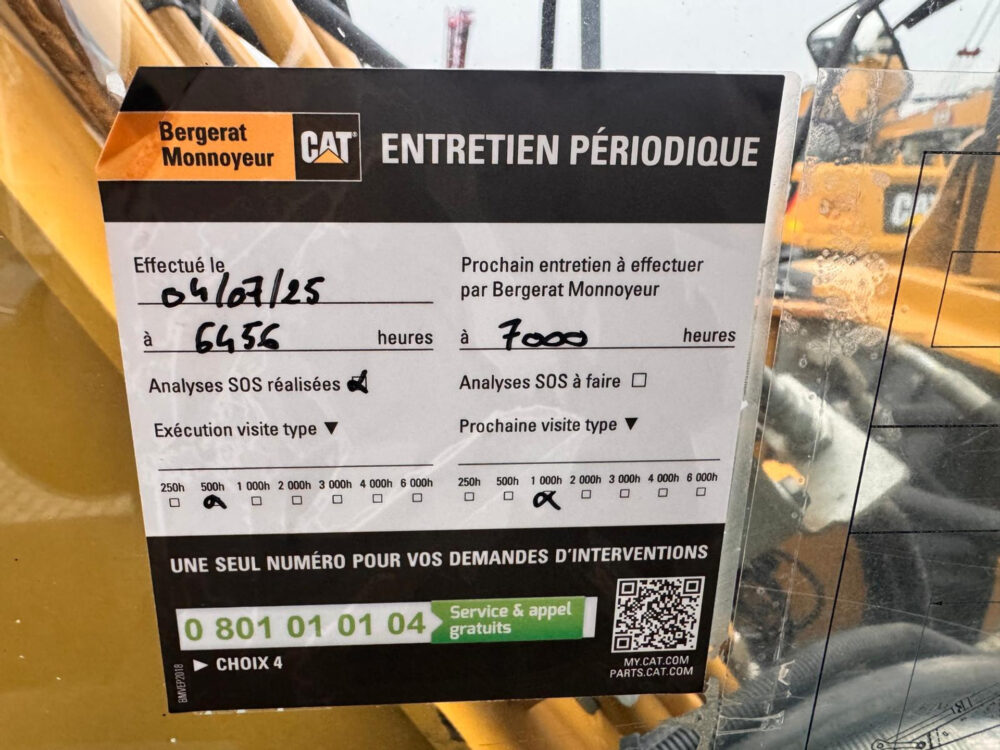 Bergerat
Monnoyeur
CAT
ENTRETIEN PÉRIODIQUE
Effectué le
04/07/25
à 6456 heures
Analyses SOS réalisées
Exécution visite type ▼
250h 500h 1 000h 2 000h 3 000h 4 000h 6 000h
Prochain entretien à effectuer
par Bergerat Monnoyeur
à 7000 heures
Analyses SOS à faire
Prochaine visite type ▼
250h 500h 1 000h 2 000h 3 000h 4 000h 6 000h
UNE SEUL NUMÉRO POUR VOS DEMANDES D'INTERVENTIONS
0 801 01 01 04
Service & appel
gratuits
► CHOIX 4
MY.CAT.COM
PARTS.CAT.COM
BMVEP2018